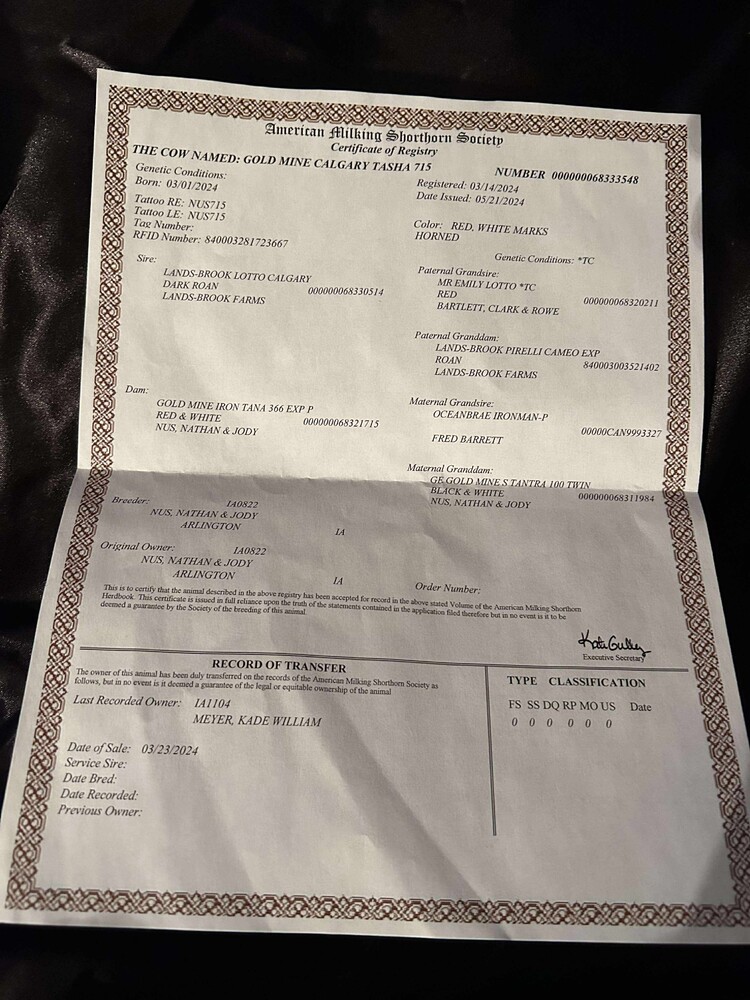 American Milking Shorthorn Society
Certificate of Registry
THE COW NAMED: GOLD MINE CALGARY TASHA 715
NUMBER 000000068333548
Genetic Conditions:
Born: 03/01/2024
Registered: 03/14/2024
Date Issued: 05/21/2024
Tattoo RE: NUS715
Tattoo LE: NUS715
Tag Number:
RFID Number: 840003281723667
Color: RED, WHITE MARKS
HORNED
Genetic Conditions: *TC
Sire:
LANDS-BROOK LOTTO CALGARY
DARK ROAN 000000068330514
LANDS-BROOK FARMS
Paternal Grandsire:
MR EMILY LOTTO *TC
RED 000000068320211
BARTLETT, CLARK & ROWE
Paternal Granddam:
LANDS-BROOK PIRELLI CAMEO EXP
ROAN 840003003521402
LANDS-BROOK FARMS
Dam:
GOLD MINE IRON TANA 366 EXP P
RED & WHITE 000000068321715
NUS, NATHAN & JODY
Maternal Grandsire:
OCEANBRAE IRONMAN-P
00000CAN9993327
FRED BARRETT
Maternal Granddam:
GE GOLD MINE S TANTRA 100 TWIN
BLACK & WHITE 000000068311984
NUS, NATHAN & JODY
Breeder: IA0822
NUS, NATHAN & JODY
ARLINGTON IA
Original Owner: IA0822
NUS, NATHAN & JODY
ARLINGTON IA
Order Number:
This is to certify that the animal described in the above registry has been accepted for record in the above stated Volume of the American Milking Shorthorn
Herdbook. This certificate is issued in full reliance upon the truth of the statements contained in the application filed therefore but in no event is it to be
deemed a guarantee by the Society of the breeding of this animal.
Executive Secretary
RECORD OF TRANSFER
The owner of this animal has been duly transferred on the records of the American Milking Shorthorn Society as
follows, but in no event is it deemed a guarantee of the legal or equitable ownership of the animal
Last Recorded Owner: IA1104
MEYER, KADE WILLIAM
Date of Sale: 03/23/2024
Service Sire:
Date Bred:
Date Recorded:
Previous Owner:
TYPE CLASSIFICATION
FS SS DQ RP MO US Date
0 0 0 0 0 0